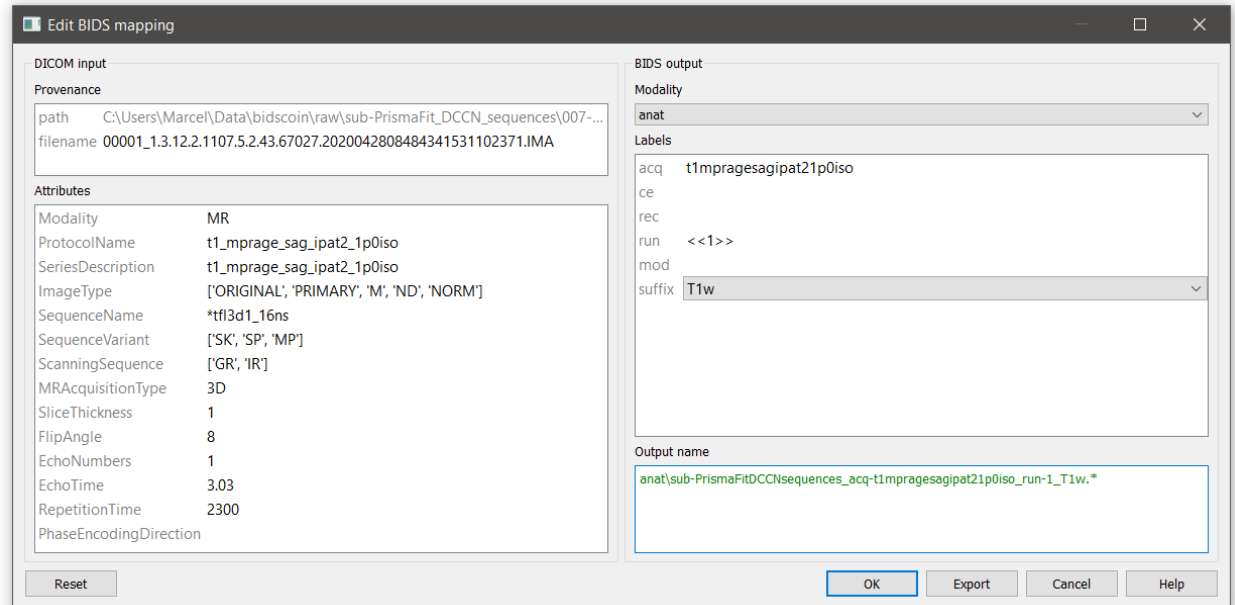 Edit BIDS mapping
DICOM input
Provenance
path C:\Users\Marcel\Data\bidscoin\raw\sub-PrismaFit_DCCN_sequences\007-...
filename 00001_1.3.12.2.1107.5.2.43.67027.2020042808484341531102371.IMA
Attributes
Modality MR
ProtocolName t1_mprage_sag_ipat2_1p0iso
SeriesDescription t1_mprage_sag_ipat2_1p0iso
ImageType ['ORIGINAL', 'PRIMARY', 'M', 'ND', 'NORM']
SequenceName *tfl3d1_16ns
SequenceVariant ['SK', 'SP', 'MP']
ScanningSequence ['GR', 'IR']
MRAcquisitionType 3D
SliceThickness 1
FlipAngle 8
EchoNumbers 1
EchoTime 3.03
RepetitionTime 2300
PhaseEncodingDirection
BIDS output
Modality
anat
Labels
acq t1mpragesagipat21p0iso
ce
rec
run <<1>>
mod
suffix T1w
Output name
anat\sub-PrismaFitDCCNsequences_acq-t1mpragesagipat21p0iso_run-1_T1w.*
Reset OK Export Cancel Help